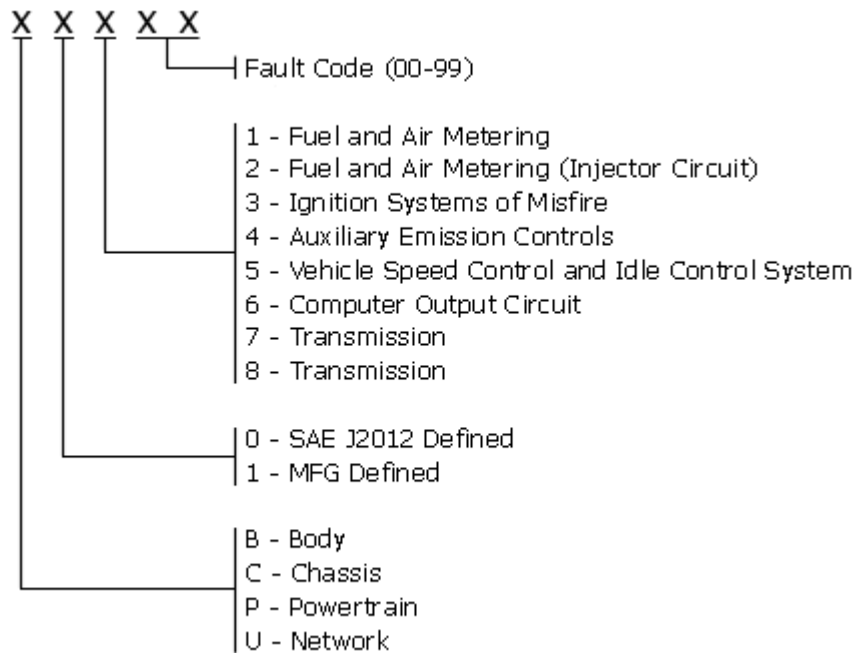 X X X X X
Fault Code (00-99)
1 - Fuel and Air Metering
2 - Fuel and Air Metering (Injector Circuit)
3 - Ignition Systems of Misfire
4 - Auxiliary Emission Controls
5 - Vehicle Speed Control and Idle Control System
6 - Computer Output Circuit
7 - Transmission
8 - Transmission
0 - SAE J2012 Defined
1 - MFG Defined
B - Body
C - Chassis
P - Powertrain
U - Network